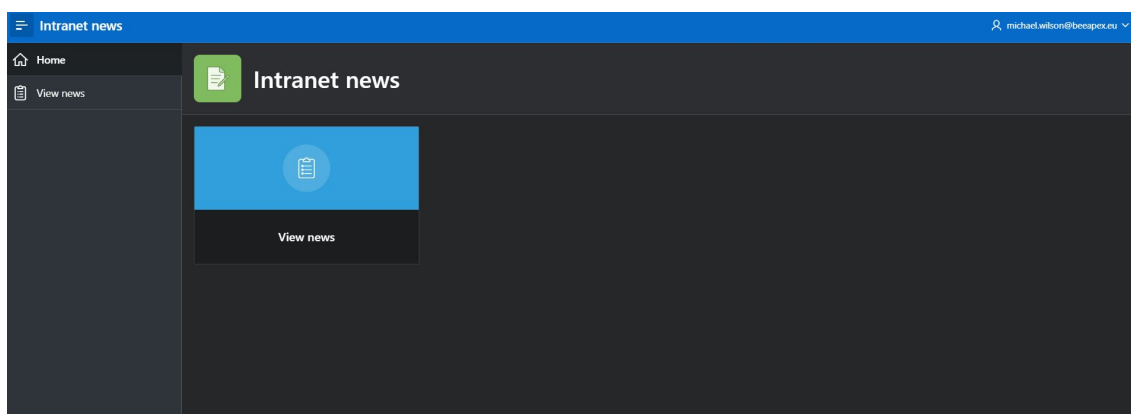 Intranet news
michael.wilson@beeapex.eu
Home
View news
Intranet news
View news